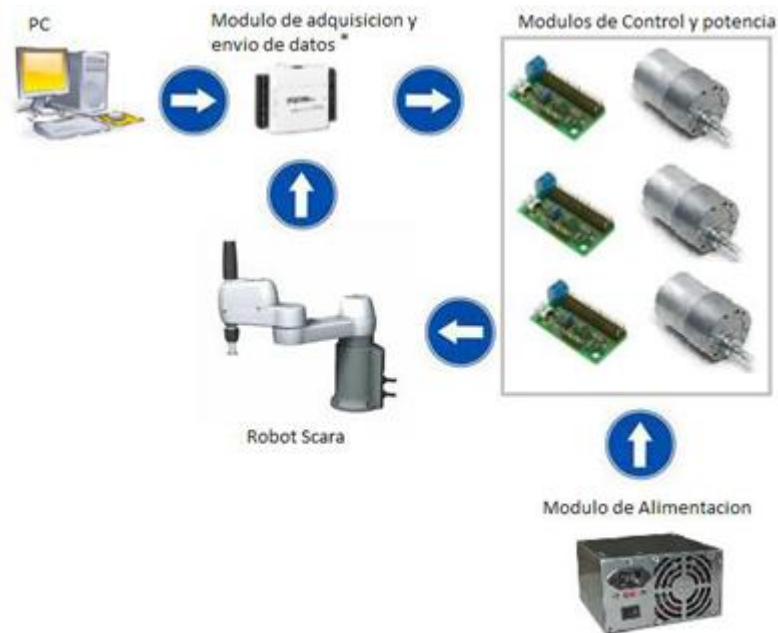 PC
Modulo de adquisicion y
envio de datos *
Modulos de Control y potencia
Robot Scara
Modulo de Alimentacion